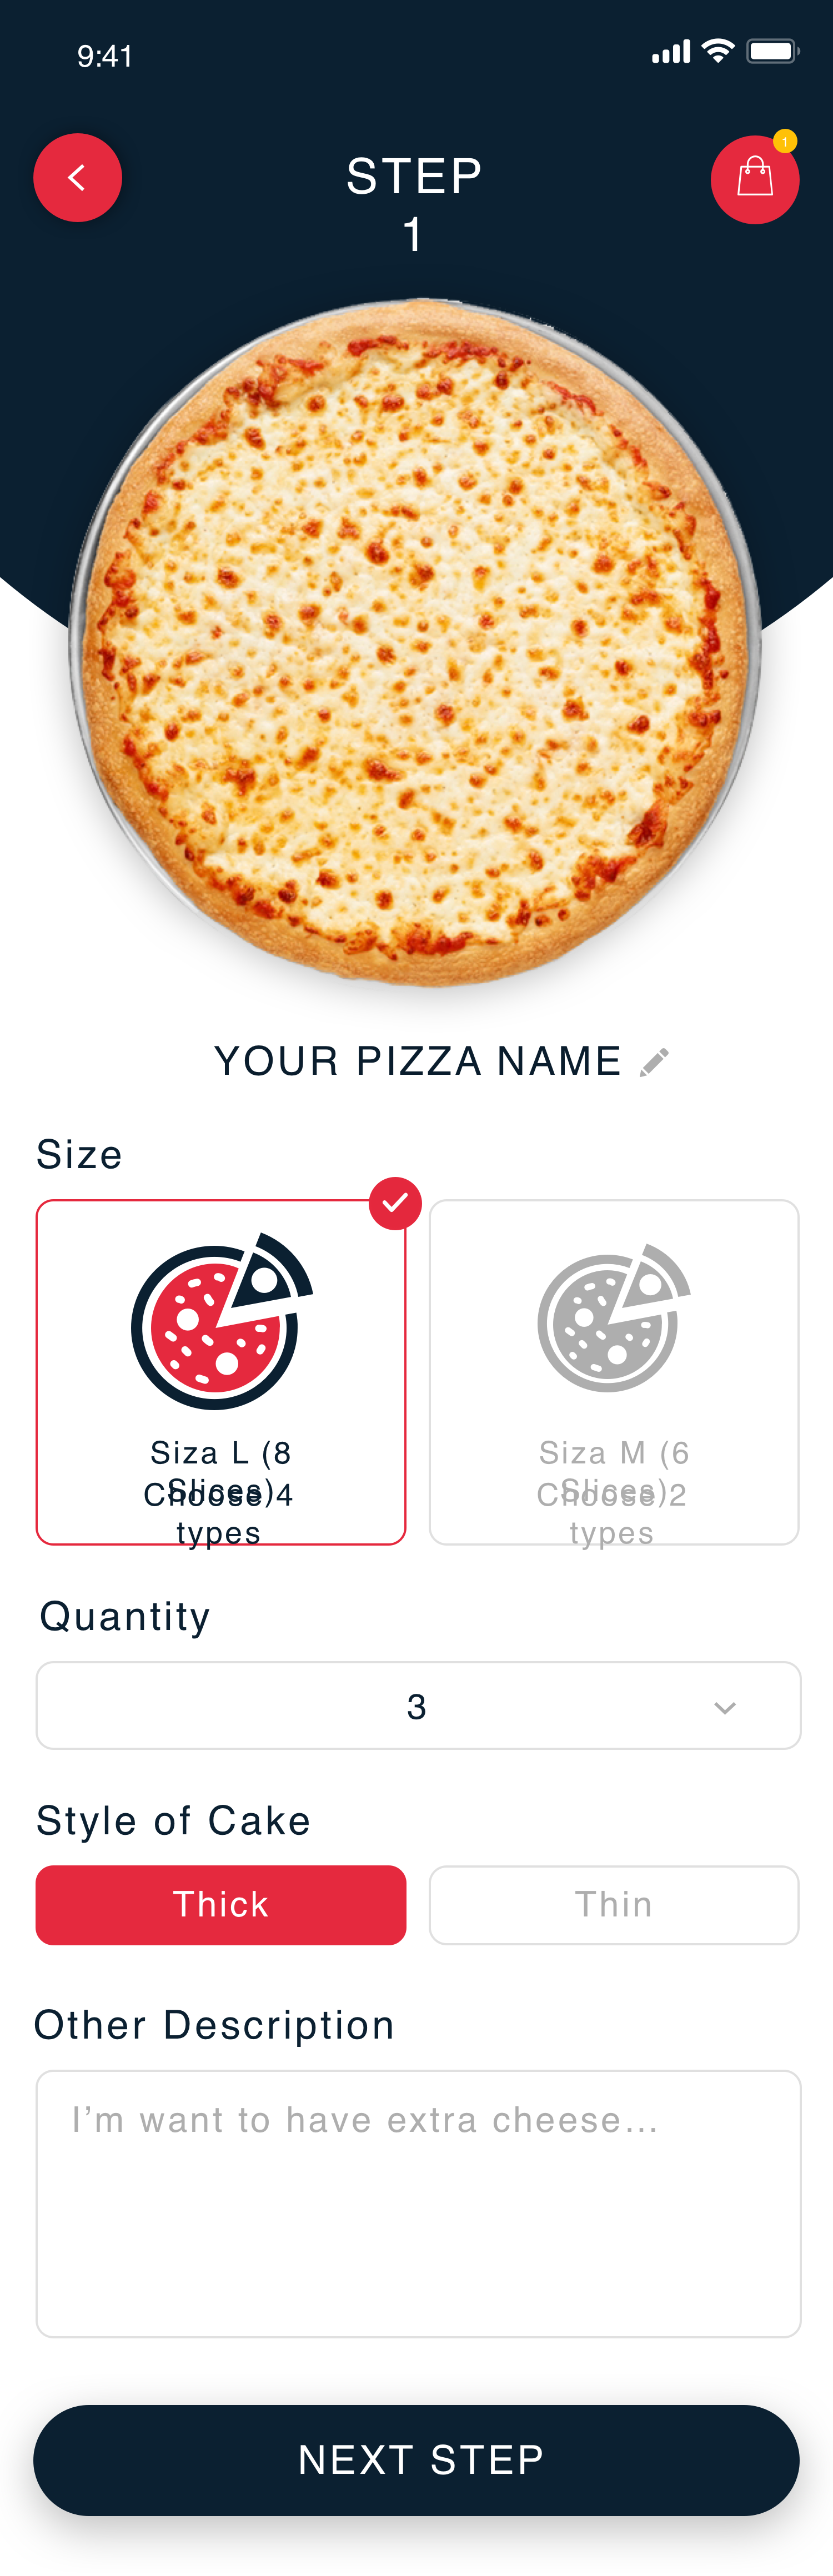 9:41
STEP
1
1
YOUR PIZZA NAME
Size
Siza L (8
Slices)
Choose 4
types
Siza M (6
Slices)
Choose 2
types
Quantity
3
Style of Cake
Thick
Thin
Other Description
I’m want to have extra cheese...
NEXT STEP